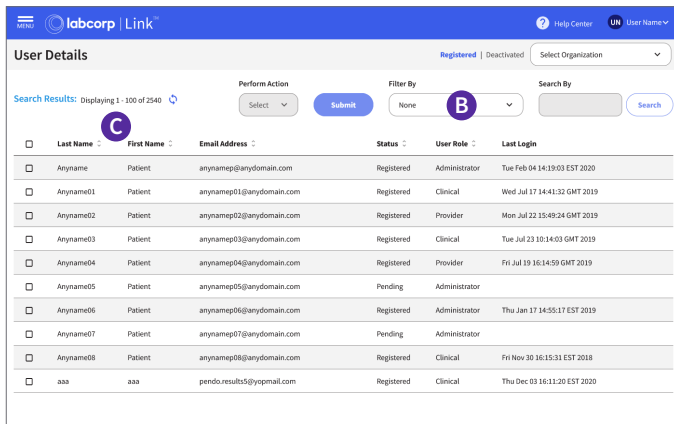 MENU labcorp | Link™ Help Center UN User Name
User Details Registered | Deactivated Select Organization
Perform Action Filter By Search By
Search Results: Displaying 1 - 100 of 2540 Select Submit None B Search
C
Last Name First Name Email Address Status User Role Last Login
Anyname Patient anynamep@anydomain.com Registered Administrator Tue Feb 04 14:19:03 EST 2020
Anyname01 Patient anynamep01@anydomain.com Registered Clinical Wed Jul 17 14:41:32 GMT 2019
Anyname02 Patient anynamep02@anydomain.com Registered Provider Mon Jul 22 15:49:24 GMT 2019
Anyname03 Patient anynamep03@anydomain.com Registered Clinical Tue Jul 23 10:14:03 GMT 2019
Anyname04 Patient anynamep04@anydomain.com Registered Provider Fri Jul 19 16:14:59 GMT 2019
Anyname05 Patient anynamep05@anydomain.com Pending Administrator
Anyname06 Patient anynamep06@anydomain.com Registered Administrator Thu Jan 17 14:55:17 EST 2019
Anyname07 Patient anynamep07@anydomain.com Pending Administrator
Anyname08 Patient anynamep08@anydomain.com Registered Clinical Fri Nov 30 16:15:31 EST 2018
aaa aaa pendo.results5@yopmail.com Registered Clinical Thu Dec 03 16:11:20 EST 2020